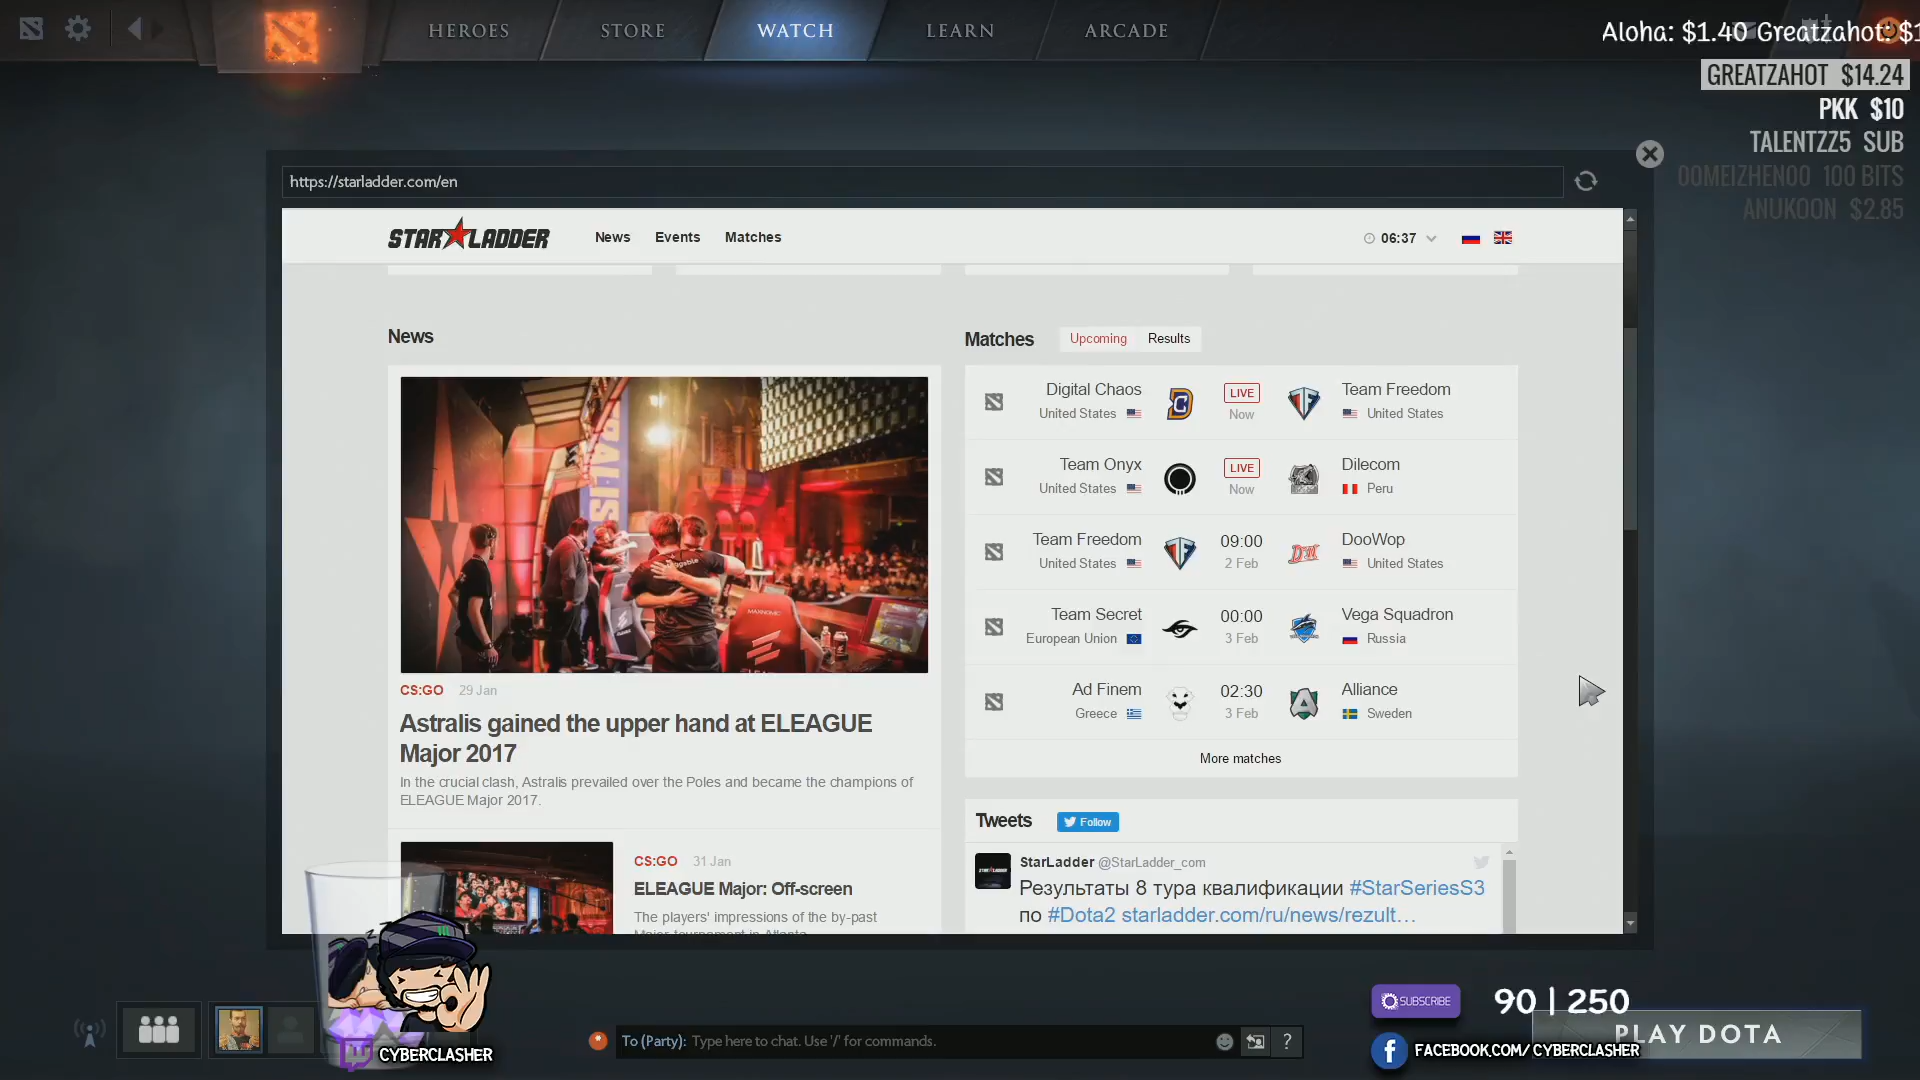 HEROES
STORE
WATCH
LEARN
ARCADE
Aloha: $1.40 Greatzahot: $1
GREATZAHOT $14.24
PKK $10
TALENTZZ5 SUB
OOMEIZHENOO 100 BITS
ANUKOON $2.85
https://starladder.com/en
STAR LADDER
News
Events
Matches
06:37
News
Matches
Upcoming
Results
Digital Chaos
United States
LIVE
Now
Team Freedom
United States
Team Onyx
United States
LIVE
Now
Dilecom
Peru
Team Freedom
United States
09:00
2 Feb
DooWop
United States
Team Secret
European Union
00:00
3 Feb
Vega Squadron
Russia
Ad Finem
Greece
02:30
3 Feb
Alliance
Sweden
More matches
CS:GO 29 Jan
Astralis gained the upper hand at ELEAGUE
Major 2017
In the crucial clash, Astralis prevailed over the Poles and became the champions of
ELEAGUE Major 2017.
CS:GO 31 Jan
ELEAGUE Major: Off-screen
The players' impressions of the by-past
Major tournament in Atlanta
Tweets
Follow
StarLadder @StarLadder_com
Результаты 8 тура квалификации #StarSeriesS3
по #Dota2 starladder.com/ru/news/rezult…
CYBERCLASHER
To (Party): Type here to chat. Use '/' for commands.
?
SUBSCRIBE
90 | 250
PLAY DOTA
FACEBOOK.COM/CYBERCLASHER